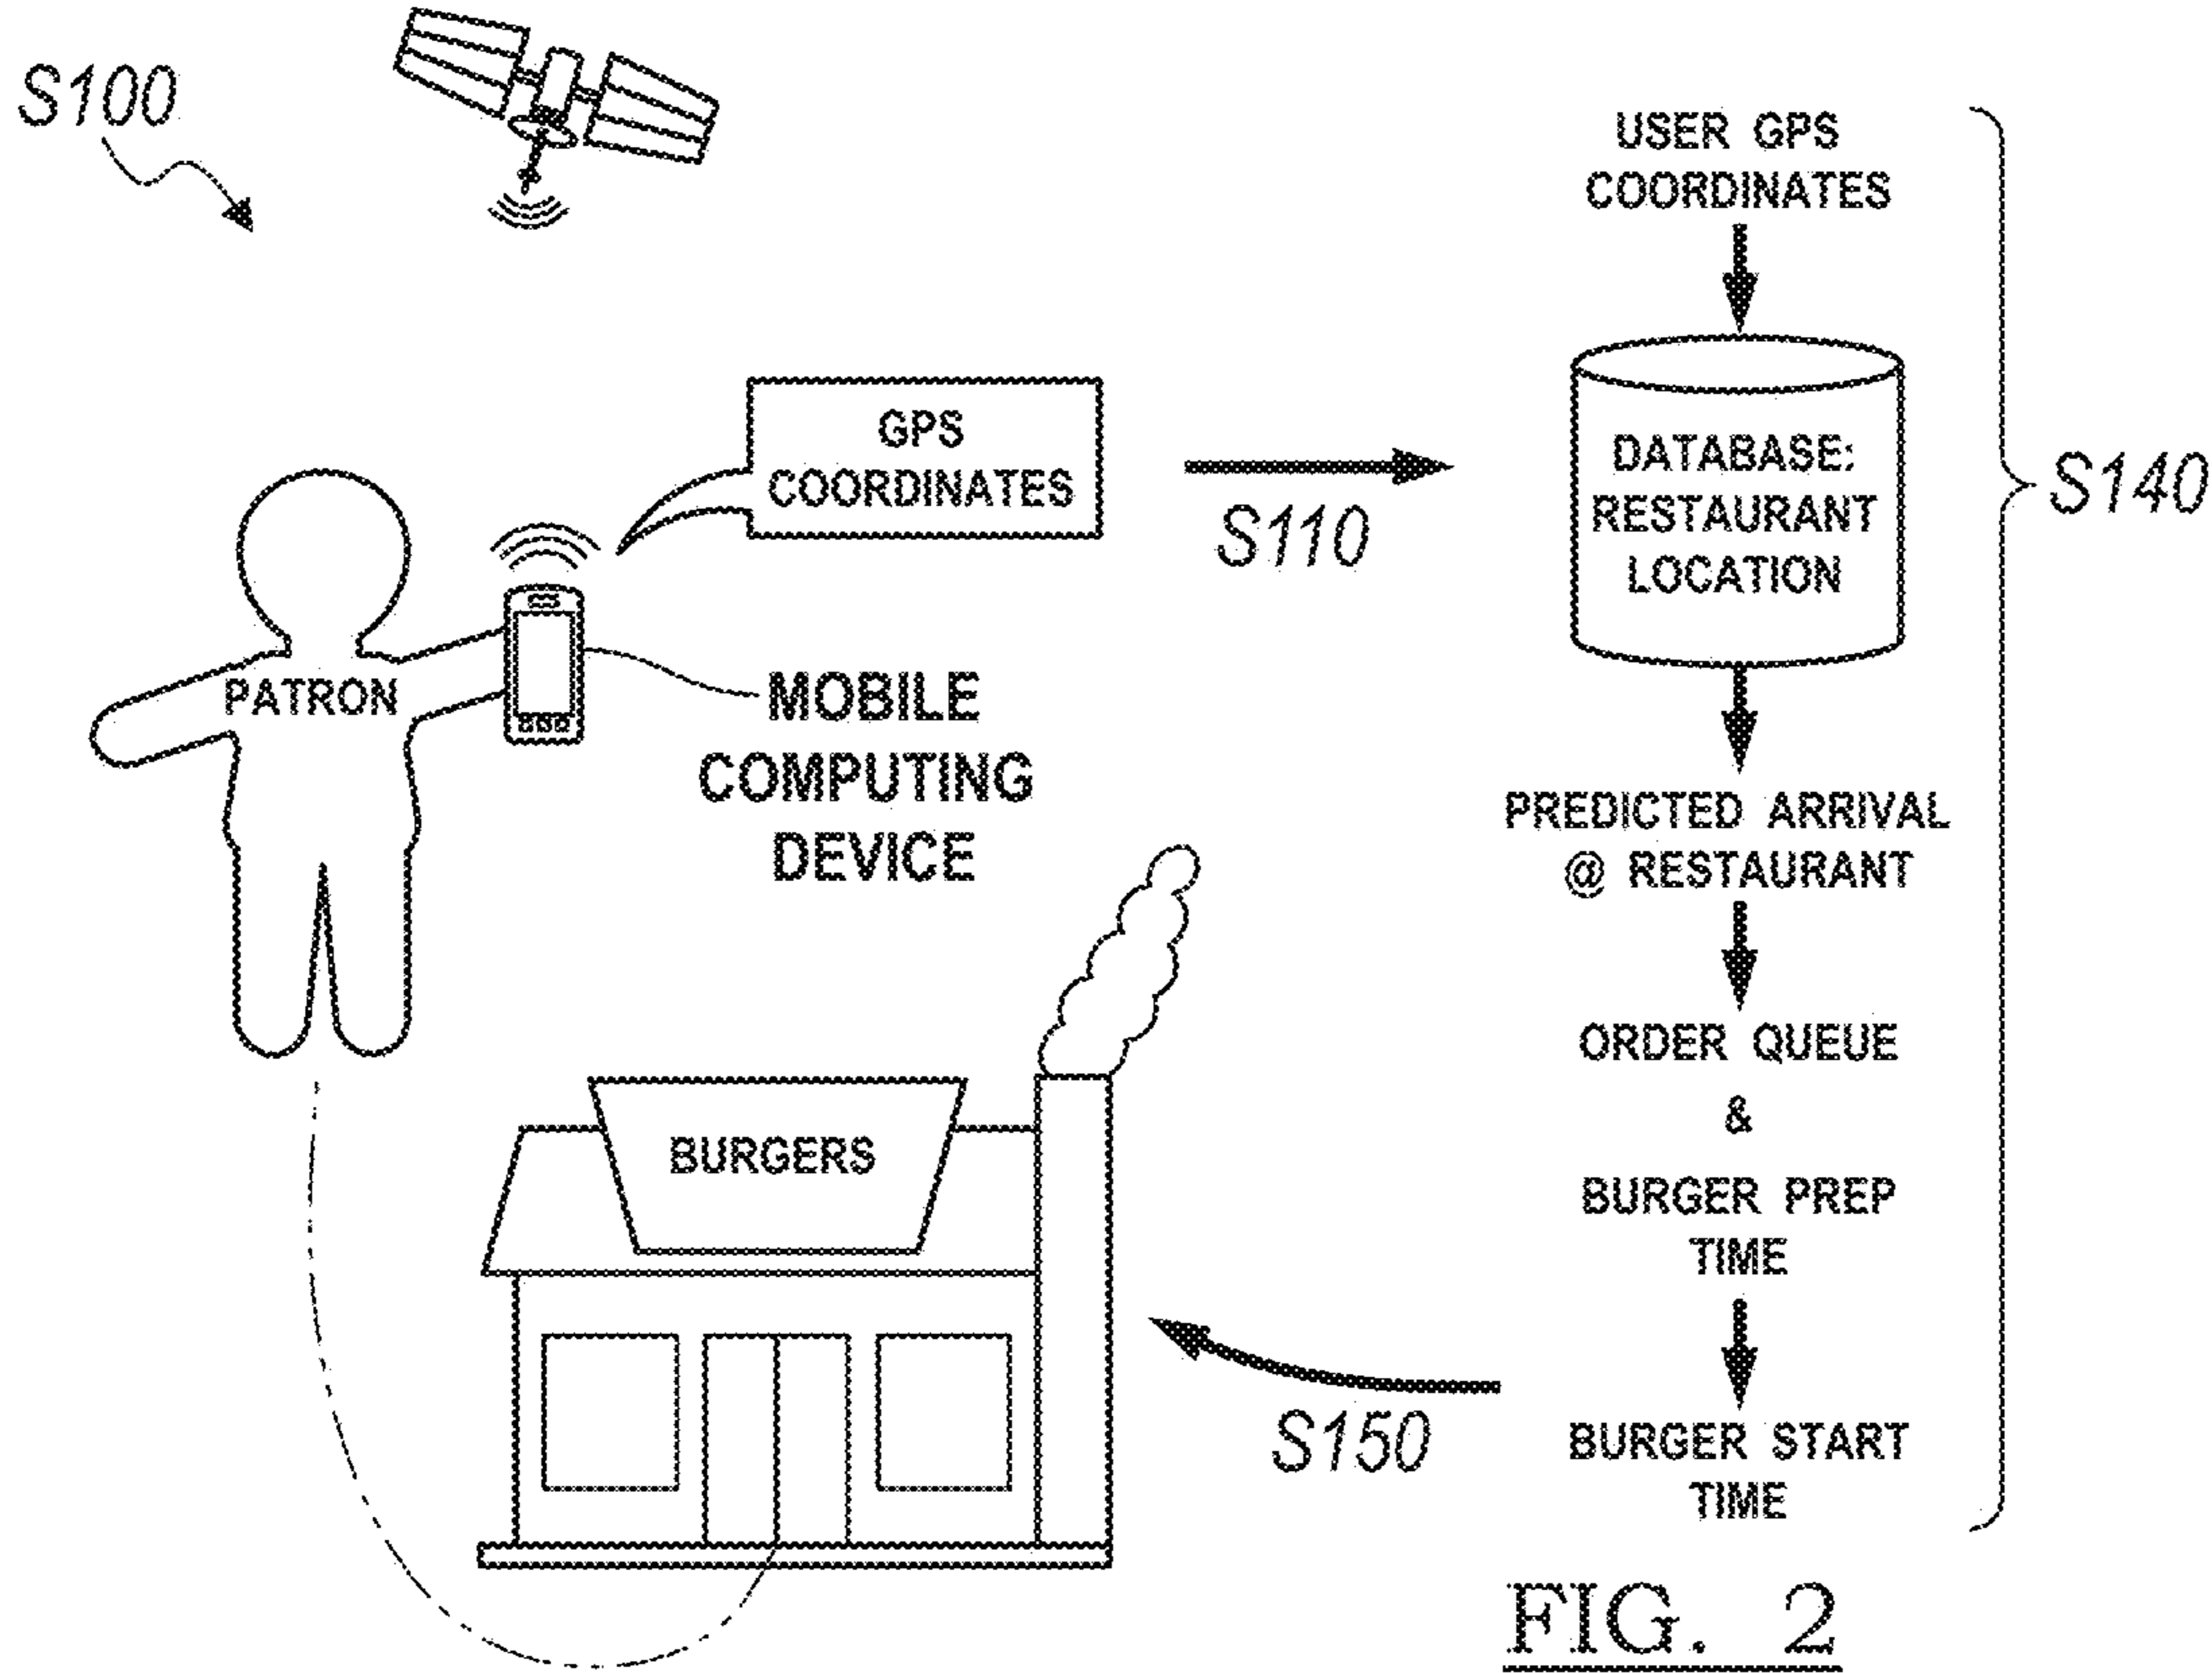 S100
USER GPS
COORDINATES
GPS
COORDINATES
S110
DATABASE:
RESTAURANT
LOCATION
S140
PATRON
MOBILE
COMPUTING
DEVICE
PREDICTED ARRIVAL
@ RESTAURANT
ORDER QUEUE
&
BURGER PREP
TIME
BURGERS
S150
BURGER START
TIME
FIG. 2